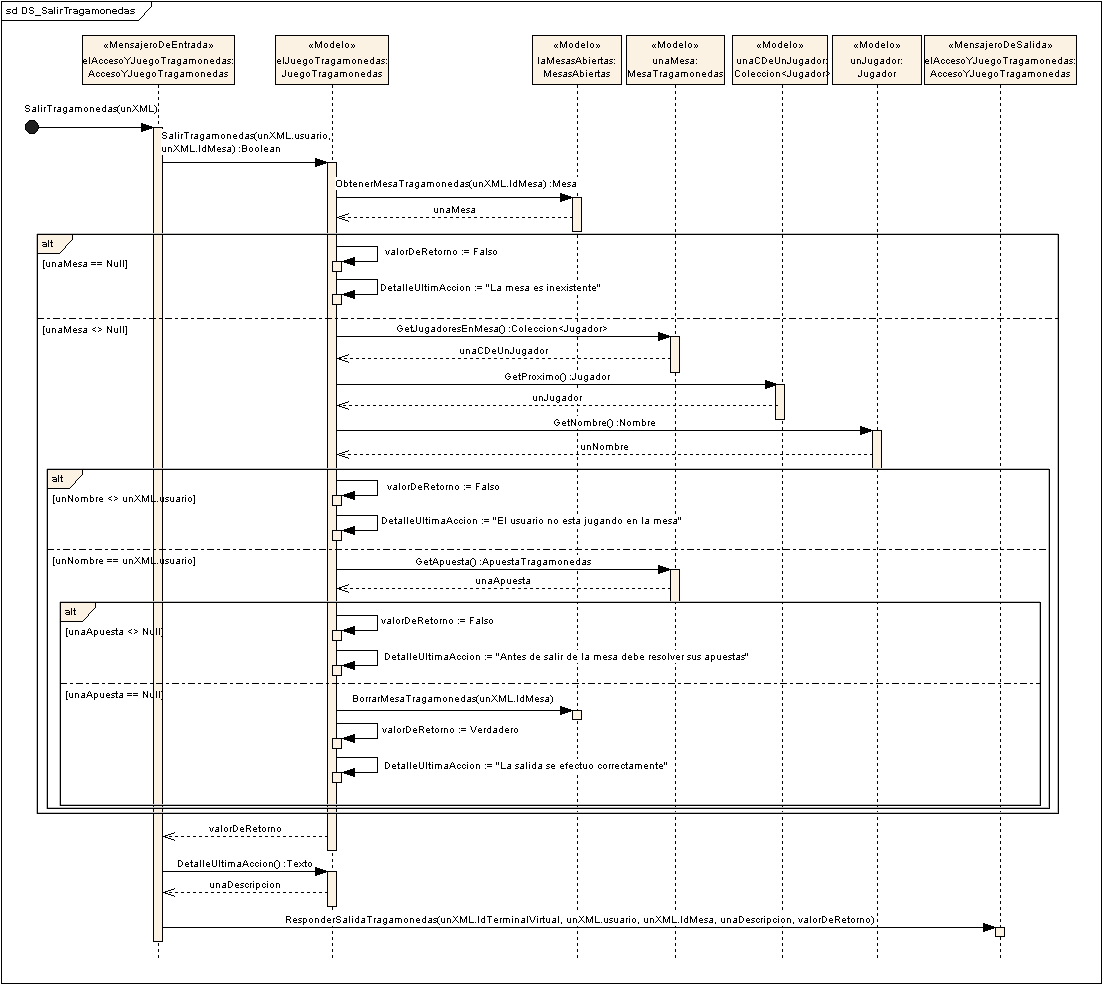 sd DS_SalirTragamonedas
«MensajeroDeEntrada»
elAccesoYJuegoTragamonedas:
AccesoYJuegoTragamonedas
«Modelo»
elJuegoTragamonedas:
JuegoTragamonedas
«Modelo»
laMesasAbiertas:
MesasAbiertas
«Modelo»
unaMesa:
MesaTragamonedas
«Modelo»
unaCDeUnJugador:
Coleccion<Jugador>
«Modelo»
unJugador:
Jugador
«MensajeroDeSalida»
elAccesoYJuegoTragamonedas:
AccesoYJuegoTragamonedas
SalirTragamonedas(unXML)
SalirTragamonedas(unXML.usuario,
unXML.IdMesa) :Boolean
ObtenerMesaTragamonedas(unXML.IdMesa) :Mesa
unaMesa
alt
[unaMesa == Null]
valorDeRetorno := Falso
DetalleUltimAccion := "La mesa es inexistente"
[unaMesa <> Null]
GetJugadoresEnMesa() :Coleccion<Jugador>
unaCDeUnJugador
GetProximo() :Jugador
unJugador
GetNombre() :Nombre
unNombre
alt
[unNombre <> unXML.usuario]
valorDeRetorno := Falso
DetalleUltimaAccion := "El usuario no esta jugando en la mesa"
[unNombre == unXML.usuario]
GetApuesta() :ApuestaTragamonedas
unaApuesta
alt
[unaApuesta <> Null]
valorDeRetorno := Falso
DetalleUltimaAccion := "Antes de salir de la mesa debe resolver sus apuestas"
[unaApuesta == Null]
BorrarMesaTragamonedas(unXML.IdMesa)
valorDeRetorno := Verdadero
DetalleUltimaAccion := "La salida se efectuo correctamente"
valorDeRetorno
DetalleUltimaAccion() :Texto
unaDescripcion
ResponderSalidaTragamonedas(unXML.IdTerminalVirtual, unXML.usuario, unXML.IdMesa, unaDescripcion, valorDeRetorno)